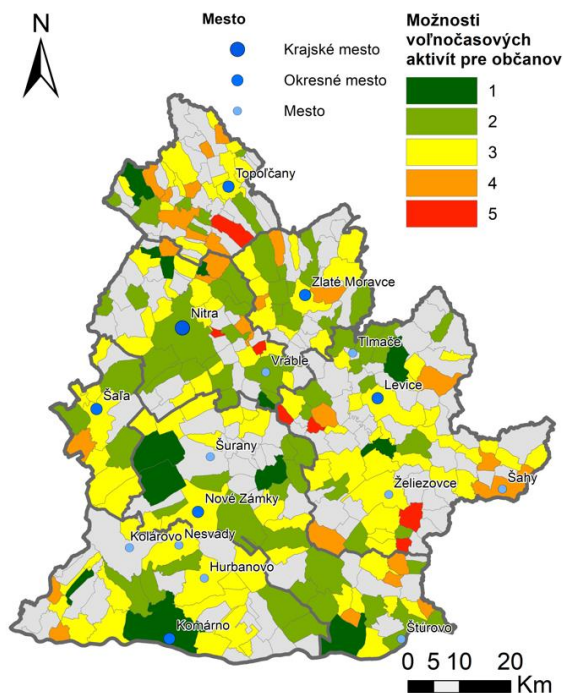 N
Mesto
Krajské mesto
Okresné mesto
Mesto
Možnosti
voľnočasových
aktivít pre občanov
1
2
3
4
5
Topoľčany
Zlaté Moravce
Nitra
Tlmače
Vráble
Levice
Šaľa
Šurany
Želiezovce
Šahy
Nové Zámky
Kolárovo
Nesvady
Hurbanovo
Komárno
Štúrovo
0 5 10 20
Km